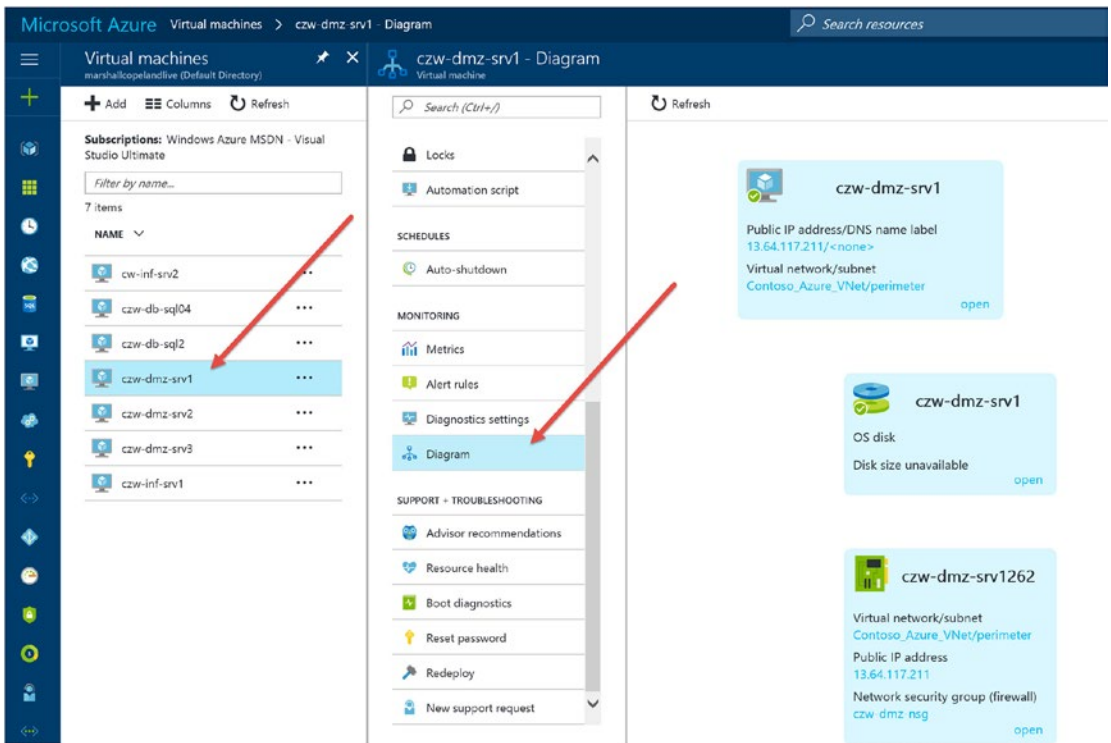 Microsoft Azure Virtual machines > czw-dmz-srv1 - Diagram
Search resources
Virtual machines
marshallcopelandlive (Default Directory)
Add Columns Refresh
Subscriptions: Windows Azure MSDN - Visual
Studio Ultimate
Filter by name...
7 items
NAME
cw-inf-srv2
czw-db-sql04
czw-db-sql2
czw-dmz-srv1
czw-dmz-srv2
czw-dmz-srv3
czw-inf-srv1
czw-dmz-srv1 - Diagram
Virtual machine
Search (Ctrl+/)
Locks
Automation script
SCHEDULES
Auto-shutdown
MONITORING
Metrics
Alert rules
Diagnostics settings
Diagram
SUPPORT + TROUBLESHOOTING
Advisor recommendations
Resource health
Boot diagnostics
Reset password
Redeploy
New support request
Refresh
czw-dmz-srv1
Public IP address/DNS name label
13.64.117.211/<none>
Virtual network/subnet
Contoso_Azure_VNet/perimeter
open
czw-dmz-srv1
OS disk
Disk size unavailable
open
czw-dmz-srv1262
Virtual network/subnet
Contoso_Azure_VNet/perimeter
Public IP address
13.64.117.211
Network security group (firewall)
czw-dmz-nsg
open